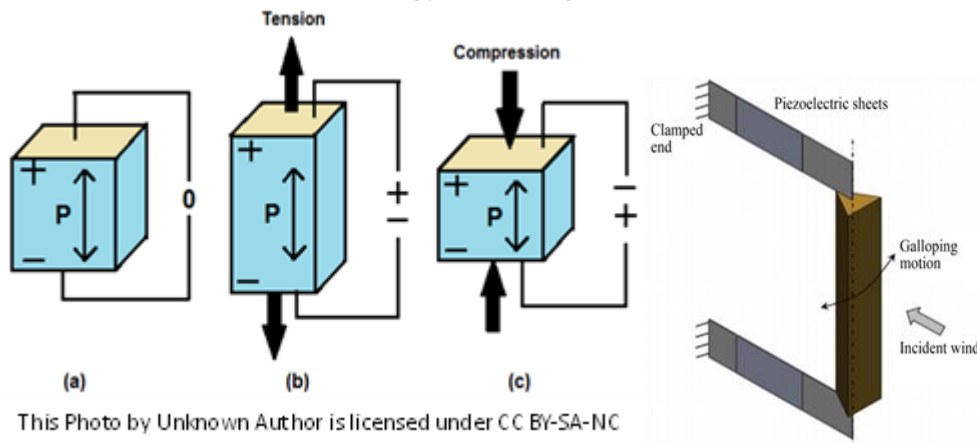 Tension
Compression
+
P
−
0
(a)
+
P
−
+
−
(b)
+
P
−
−
+
(c)
Piezoelectric sheets
Clamped
end
Galloping
motion
Incident wind
This Photo by Unknown Author is licensed under CC BY-SA-NC